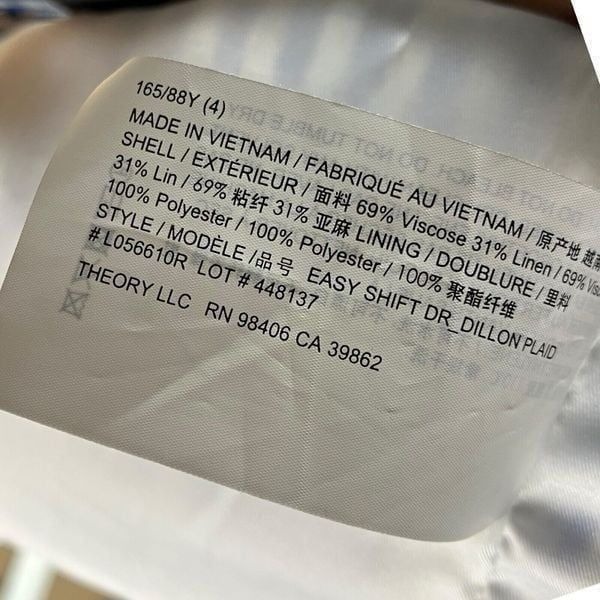 165/88Y (4)
MADE IN VIETNAM / FABRIQUÉ AU VIETNAM / 原产地 越南
SHELL / EXTÉRIEUR / 面料 69% Viscose 31% Linen / 69% Visc
31% Lin / 69% 粘纤 31% 亚麻 LINING / DOUBLURE / 里料
100% Polyester / 100% Polyester / 100% 聚酯纤维
STYLE / MODÈLE /品号 EASY SHIFT DR_DILLON PLAID
# L056610R LOT # 448137
THEORY LLC RN 98406 CA 39862